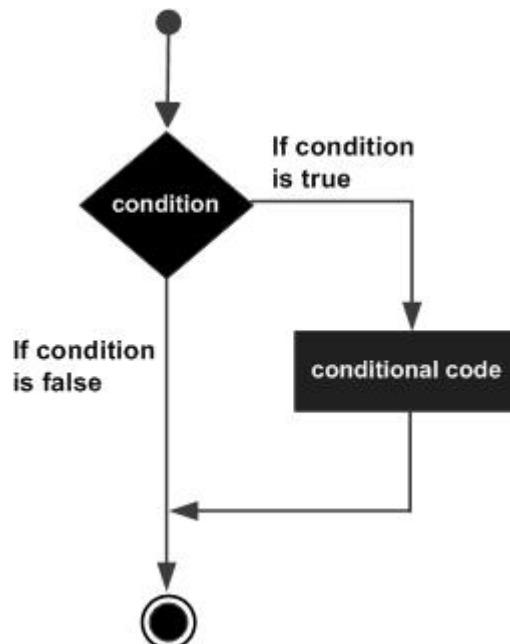 If condition
is true
condition
If condition
is false
conditional code